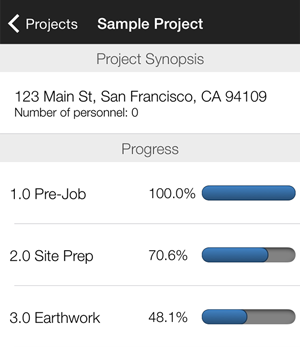 Projects
Sample Project
Project Synopsis
123 Main St, San Francisco, CA 94109
Number of personnel: 0
Progress
1.0 Pre-Job 100.0%
2.0 Site Prep 70.6%
3.0 Earthwork 48.1%